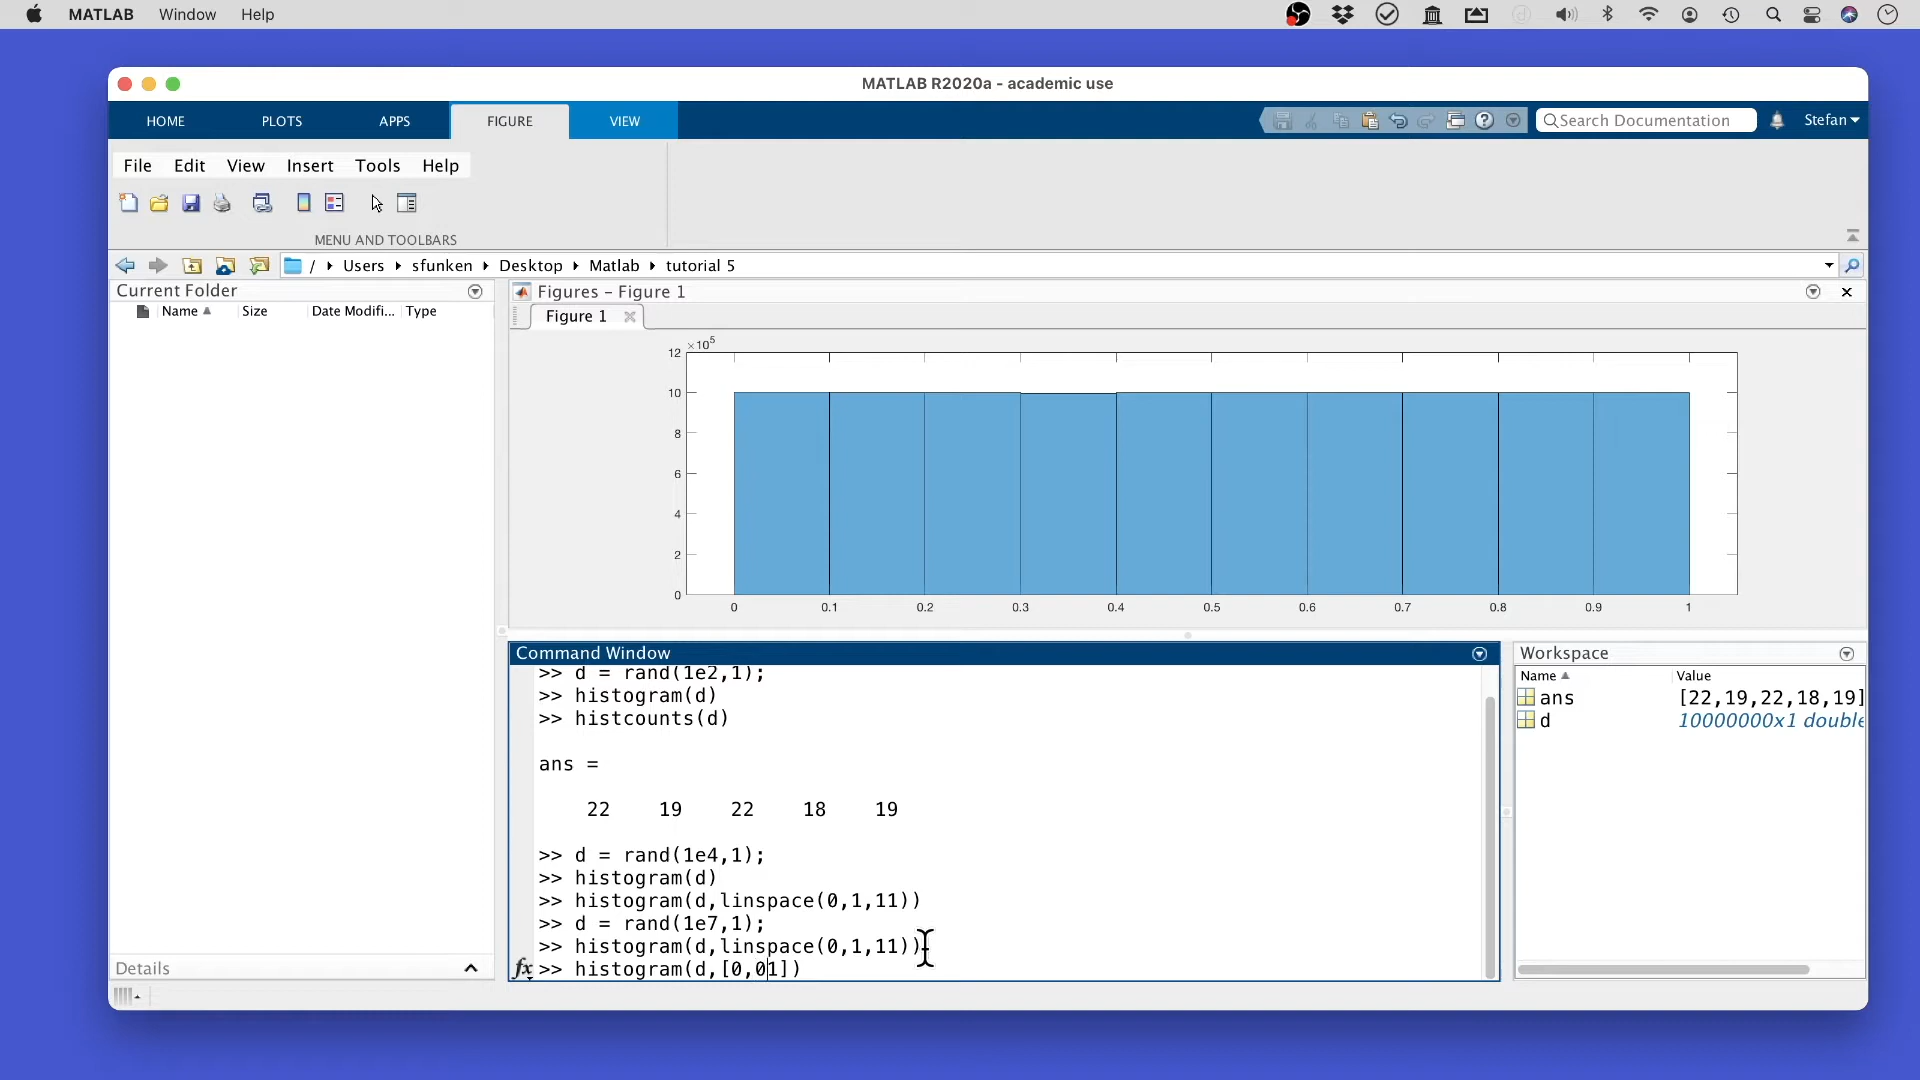 MATLAB Window Help
MATLAB R2020a - academic use
HOME PLOTS APPS FIGURE VIEW Search Documentation Stefan
File Edit View Insert Tools Help
MENU AND TOOLBARS
/ Users sfunken Desktop Matlab tutorial 5
Current Folder
Name Size Date Modifi... Type
Figures – Figure 1
Figure 1
×10⁵
12
10
8
6
4
2
0
0 0.1 0.2 0.3 0.4 0.5 0.6 0.7 0.8 0.9 1
Command Window
>> d = rand(1e2,1);
>> histogram(d)
>> histcounts(d)
ans =
22 19 22 18 19
>> d = rand(1e4,1);
>> histogram(d)
>> histogram(d,linspace(0,1,11))
>> d = rand(1e7,1);
>> histogram(d,linspace(0,1,11))
fx >> histogram(d,[0,01])
Workspace
Name Value
ans [22,19,22,18,19]
d 10000000x1 double
Details